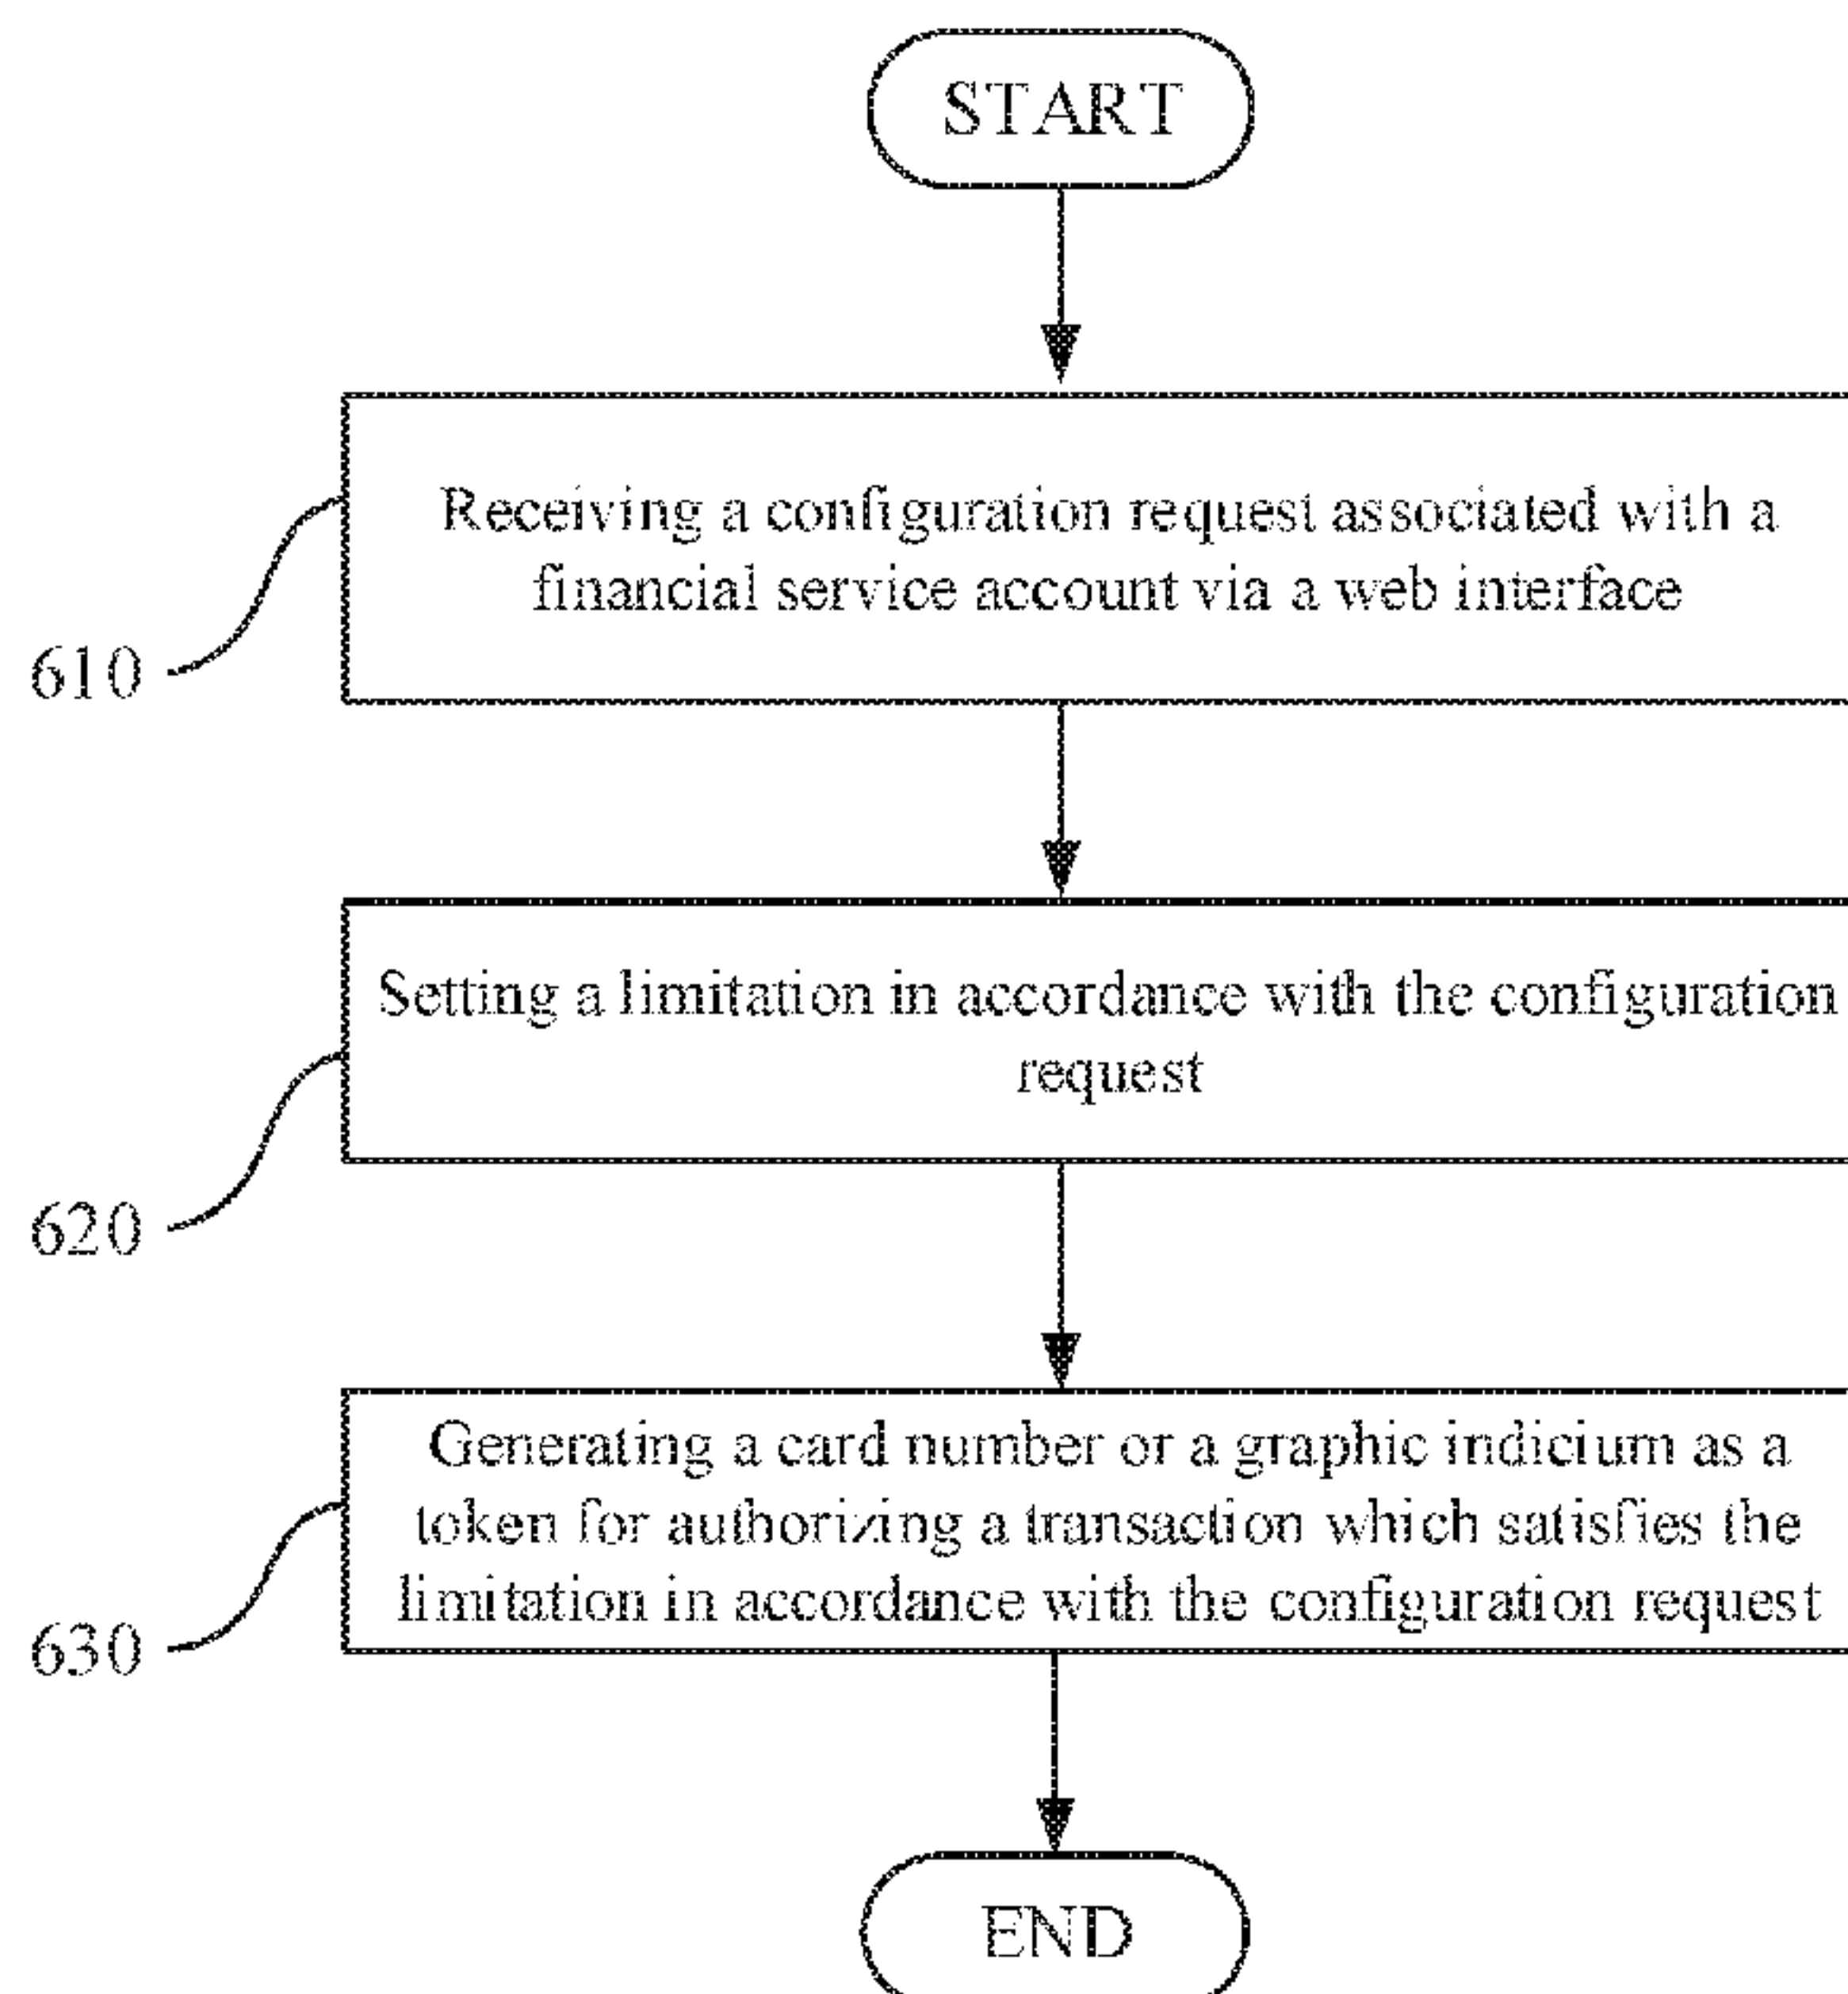 START
Receiving a configuration request associated with a
financial service account via a web interface
610
Setting a limitation in accordance with the configuration
request
620
Generating a card number or a graphic indicium as a
token for authorizing a transaction which satisfies the
limitation in accordance with the configuration request
630
END